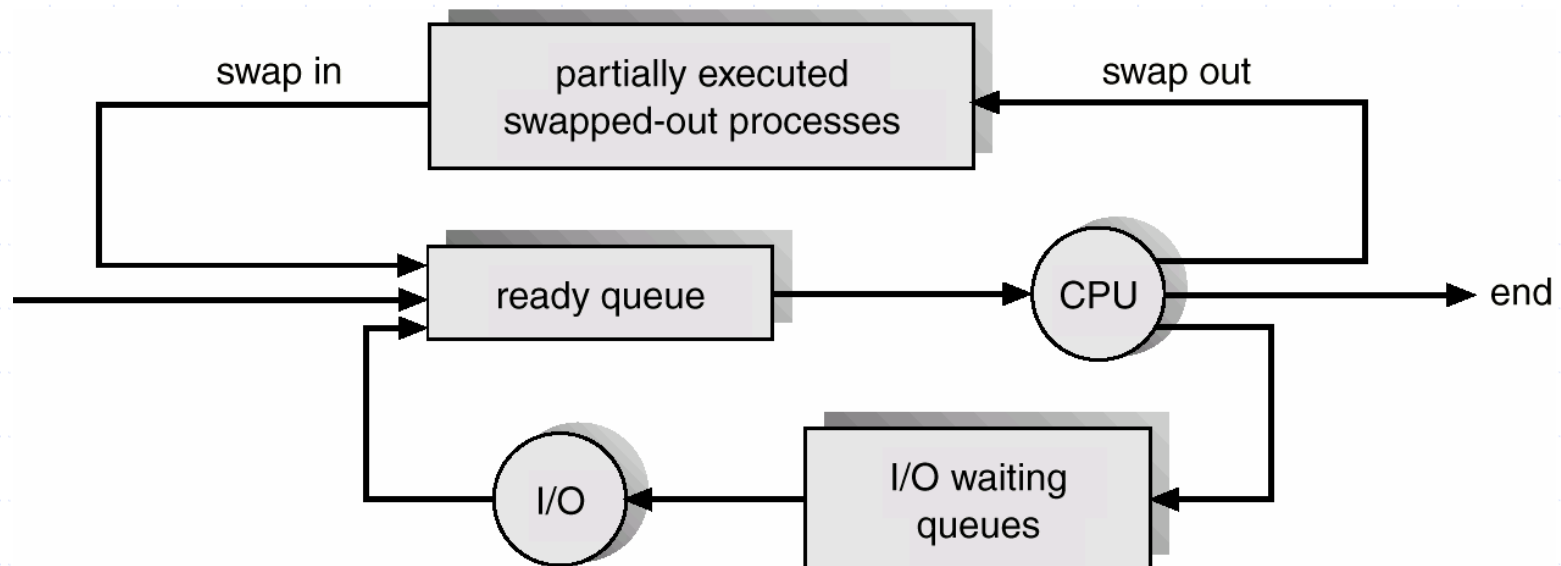 swap in
partially executed
swapped-out processes
swap out
ready queue
CPU
end
I/O
I/O waiting
queues